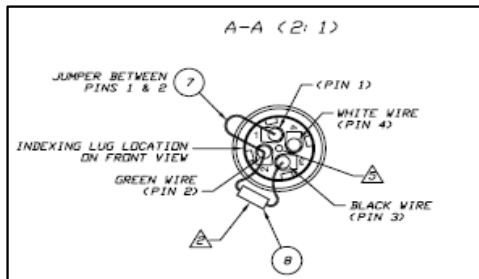 A-A (2:1)
JUMPER BETWEEN
PINS 1 & 2
7
(PIN 1)
WHITE WIRE
(PIN 4)
INDEXING LUG LOCATION
ON FRONT VIEW
GREEN WIRE
(PIN 2)
5
BLACK WIRE
(PIN 3)
2
8